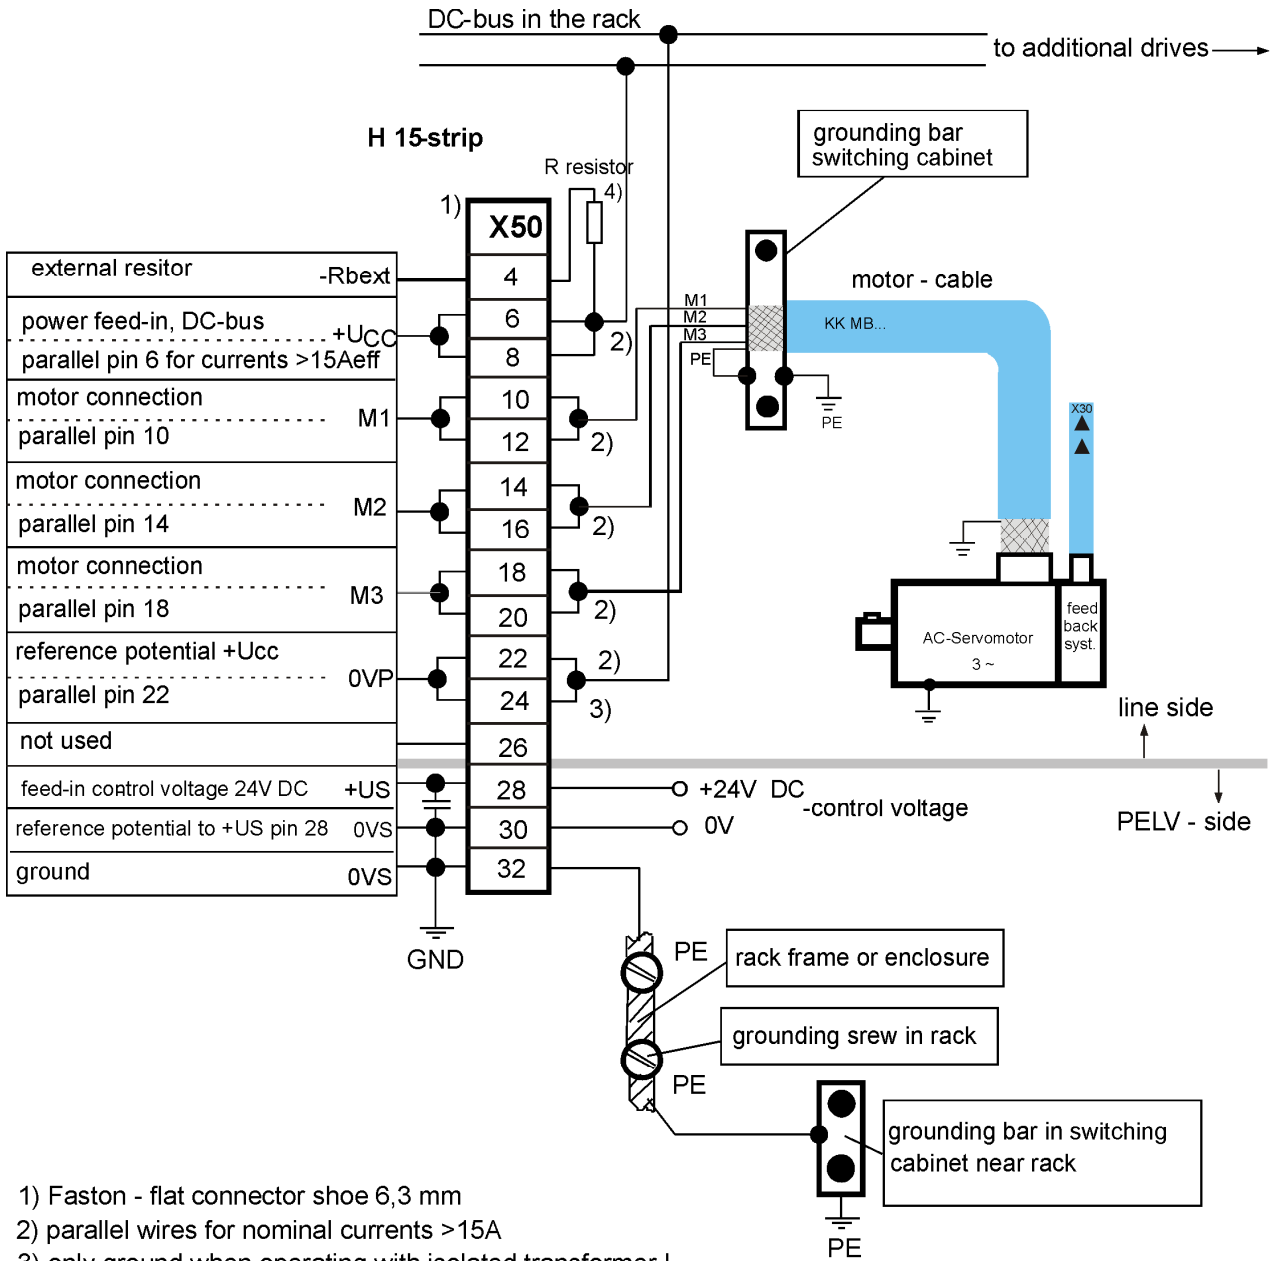 DC-bus in the rack
to additional drives
H 15-strip
grounding bar
switching cabinet
R resistor
4)
1)
X50
external resitor
-Rbext
4
power feed-in, DC-bus
+UCC
parallel pin 6 for currents >15Aeff
6
8
2)
motor connection
M1
parallel pin 10
10
12
2)
motor connection
M2
parallel pin 14
14
16
2)
motor connection
M3
parallel pin 18
18
20
2)
reference potential +Ucc
0VP
parallel pin 22
22
24
2)
3)
not used
26
feed-in control voltage 24V DC
+US
28
+24V DC
-control voltage
reference potential to +US pin 28
0VS
30
0V
ground
0VS
32
GND
M1
M2
M3
PE
PE
motor - cable
KK MB...
X30
AC-Servomotor
3 ~
feed
back
syst.
line side
PELV - side
PE
rack frame or enclosure
grounding srew in rack
PE
grounding bar in switching
cabinet near rack
PE
1) Faston - flat connector shoe 6,3 mm
2) parallel wires for nominal currents >15A
3) only ground when operating with isolated transformer !